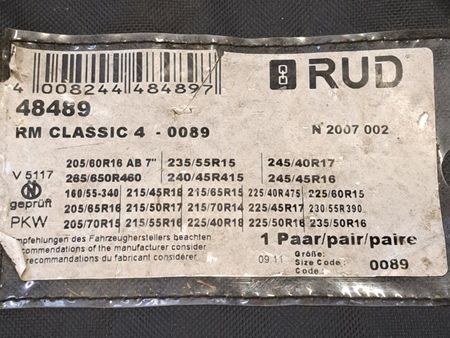 RUD
4 008244 484897
48489
RM CLASSIC 4 - 0089
N 2007 002
205/60R16 AB 7" 235/55R15 245/40R17
265/650R460 240/45R415 245/45R16
V 5117
160/55-340 215/45R18 215/65R15 225/40R475 225/60R15
geprüft
205/65R16 215/50R17 215/70R14 225/45R17 230/55R390
PKW
205/70R15 215/55R16 225/40R18 225/50R16 235/50R16
mpfehlungen des Fahrzeugherstellers beachten
commendations of the manufacturer consider
recommandations du fabricant considérer
1 Paar/pair/paire
09.11
Größe:
Size Code: 0089
Code :